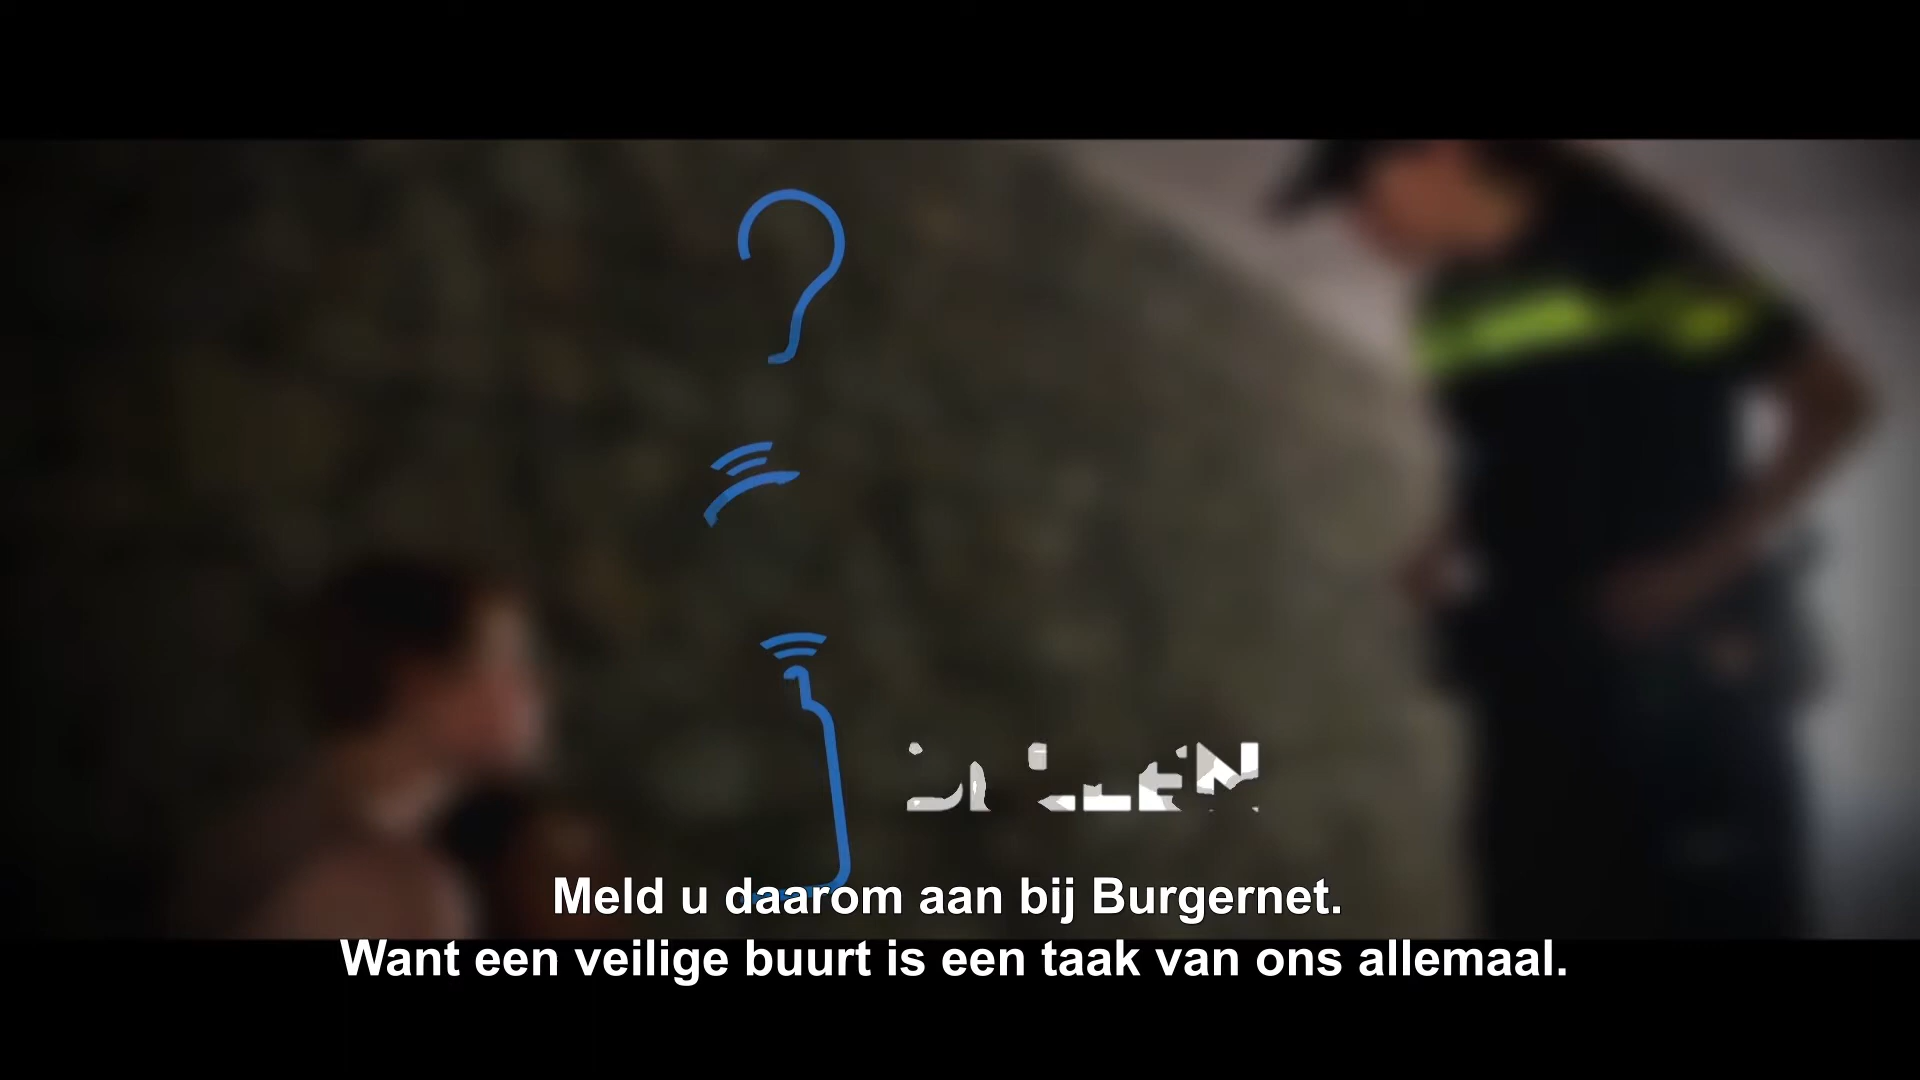 Meld u daarom aan bij Burgernet.
Want een veilige buurt is een taak van ons allemaal.